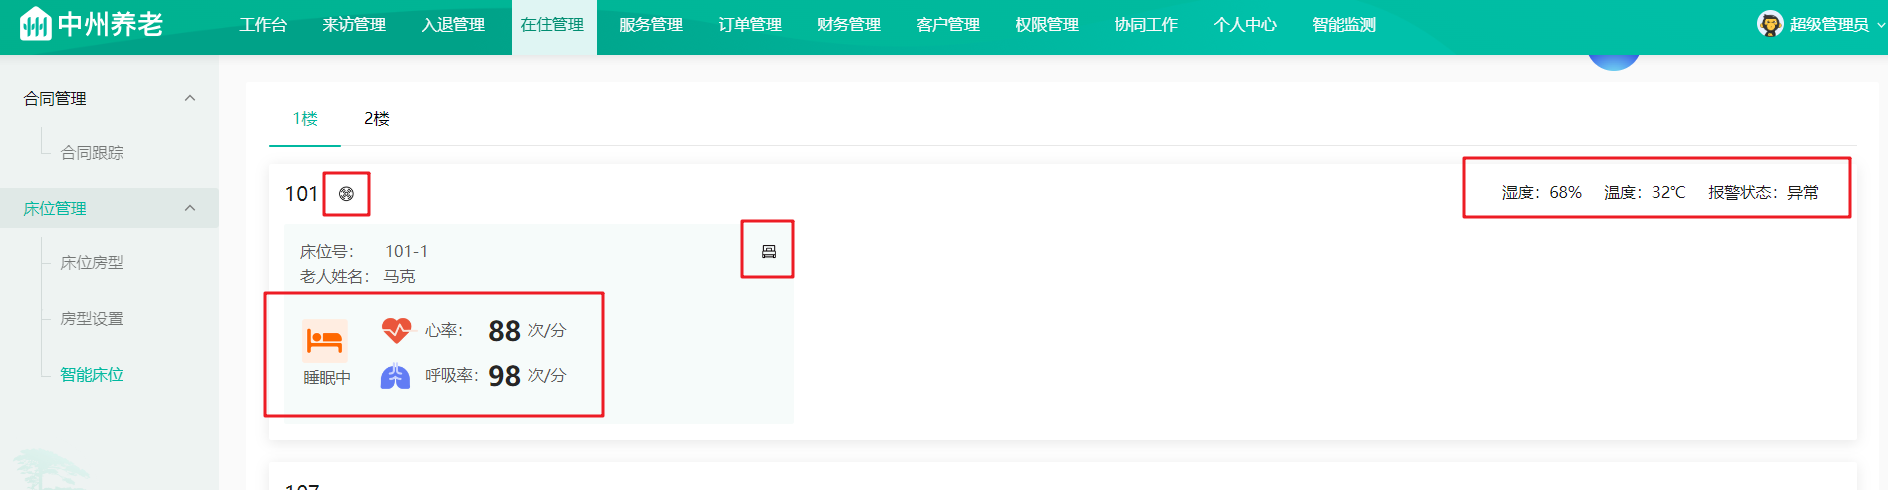 中州养老 工作台 来访管理 入退管理 在住管理 服务管理 订单管理 财务管理 客户管理 权限管理 协同工作 个人中心 智能监测 超级管理员
合同管理
合同跟踪
床位管理
床位房型
房型设置
智能床位
1楼 2楼
101 湿度：68% 温度：32℃ 报警状态：异常
床位号： 101-1
老人姓名： 马克
睡眠中
心率： 88 次/分
呼吸率： 98 次/分